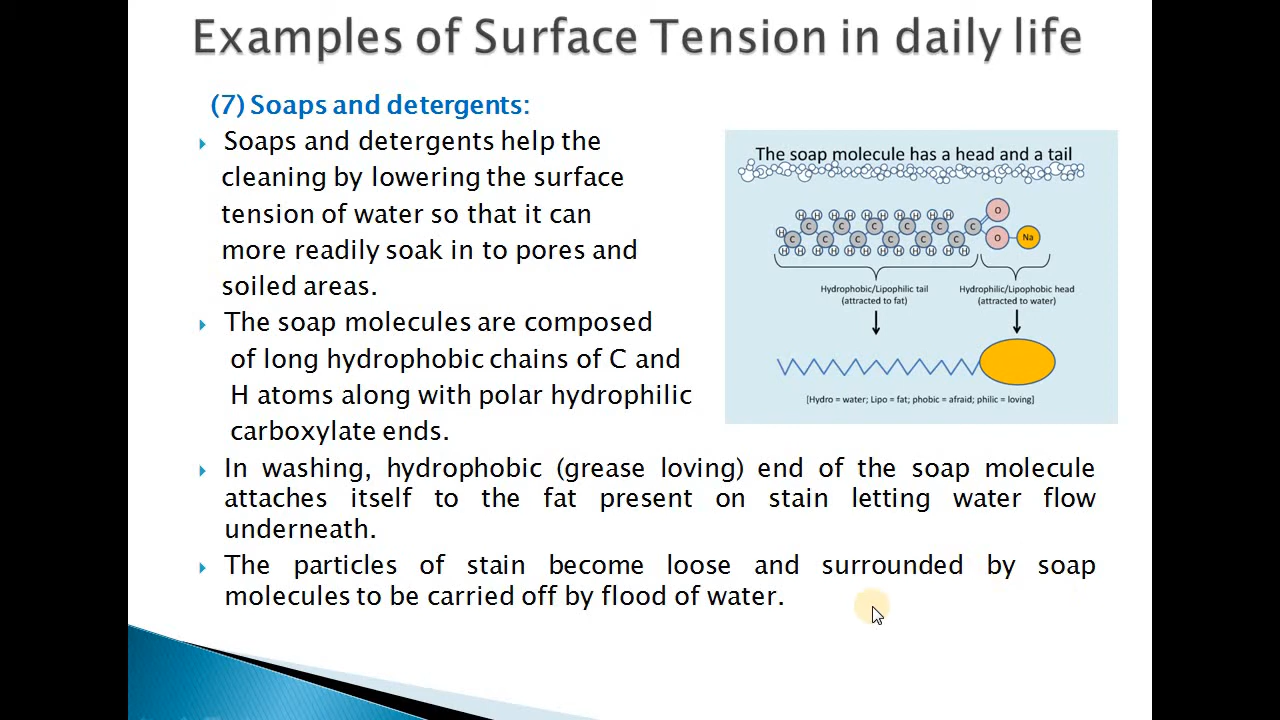 Examples of Surface Tension in daily life
(7) Soaps and detergents:
Soaps and detergents help the
cleaning by lowering the surface
tension of water so that it can
more readily soak in to pores and
soiled areas.
The soap molecules are composed
of long hydrophobic chains of C and
H atoms along with polar hydrophilic
carboxylate ends.
In washing, hydrophobic (grease loving) end of the soap molecule
attaches itself to the fat present on stain letting water flow
underneath.
The particles of stain become loose and surrounded by soap
molecules to be carried off by flood of water.
The soap molecule has a head and a tail
H H H H H H H H H H O
H C C C C C C O Na
C C C C C C
H H H H H H H H H H H H
Hydrophobic/Lipophilic tail Hydrophilic/Lipophobic head
(attracted to fat) (attracted to water)
[Hydro = water; Lipo = fat; phobic = afraid; philic = loving]